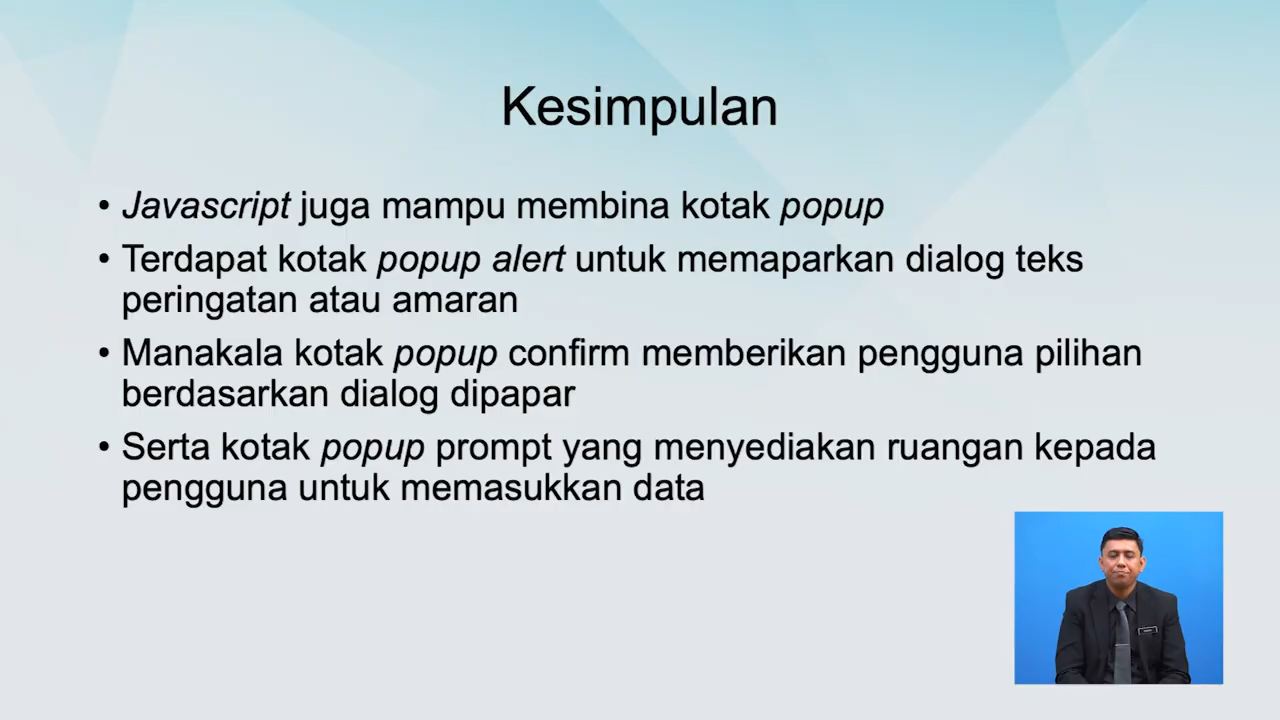 Kesimpulan
• Javascript juga mampu membina kotak popup
• Terdapat kotak popup alert untuk memaparkan dialog teks
peringatan atau amaran
• Manakala kotak popup confirm memberikan pengguna pilihan
berdasarkan dialog dipapar
• Serta kotak popup prompt yang menyediakan ruangan kepada
pengguna untuk memasukkan data